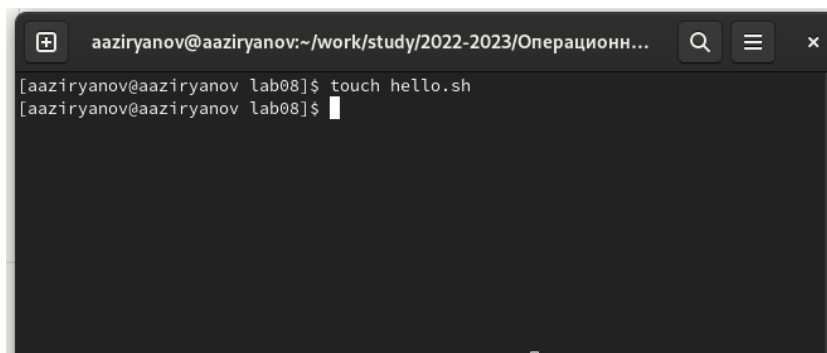 aaziryanov@aaziryanov:~/work/study/2022-2023/Операционн...
[aaziryanov@aaziryanov lab08]$ touch hello.sh
[aaziryanov@aaziryanov lab08]$